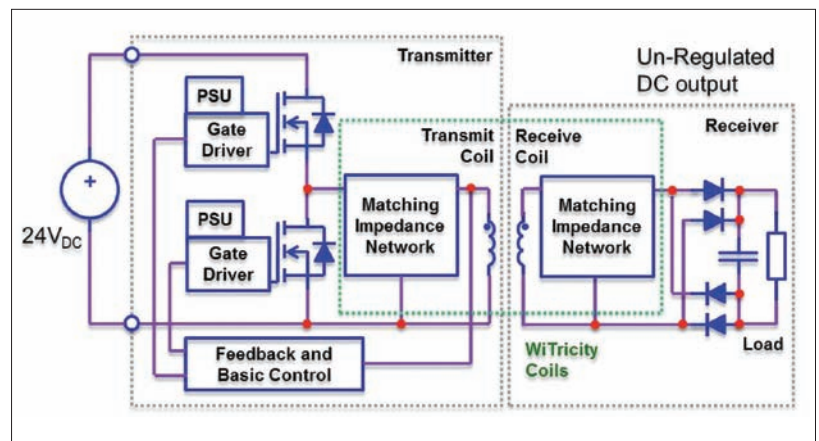 Transmitter
Un-Regulated
DC output
PSU
Gate
Driver
Transmit
Coil
Receive
Coil
Receiver
+
Matching
Impedance
Network
Matching
Impedance
Network
24VDC
PSU
Gate
Driver
Feedback and
Basic Control
WiTricity
Coils
Load